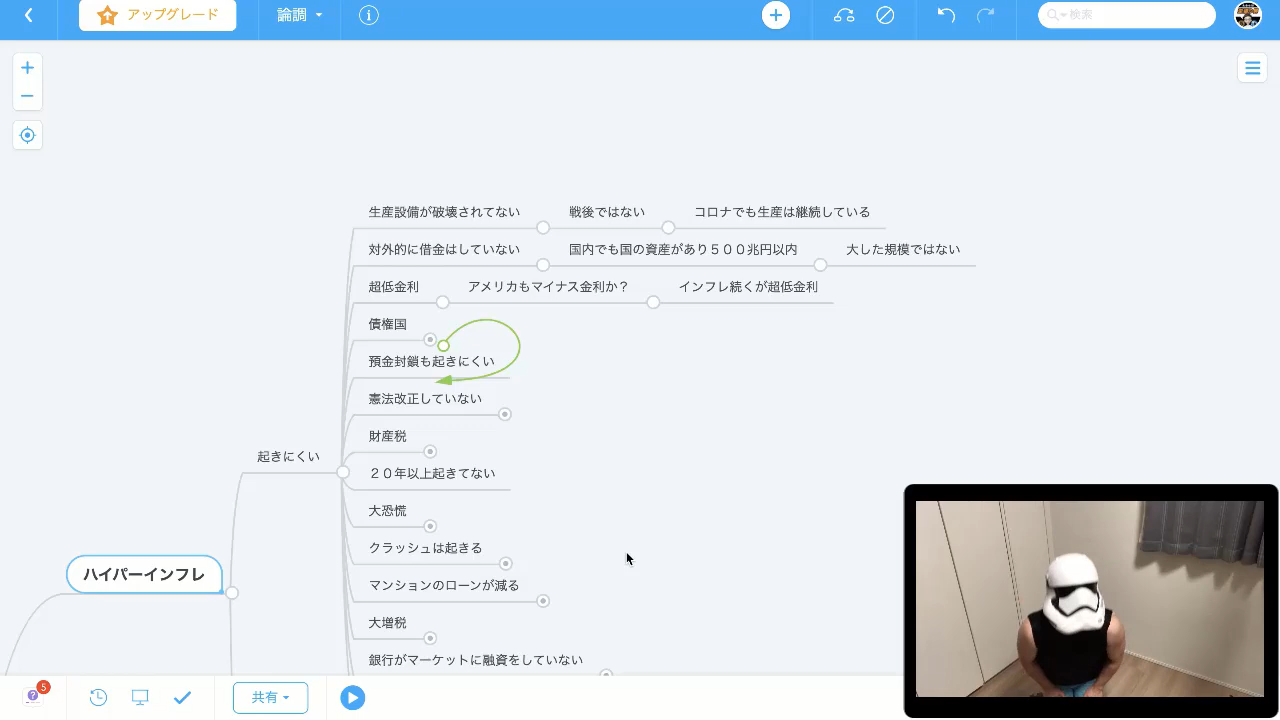 アップグレード
論調
検索
生産設備が破壊されてない 戦後ではない コロナでも生産は継続している
対外的に借金はしていない 国内でも国の資産があり５００兆円以内 大した規模ではない
超低金利 アメリカもマイナス金利か？ インフレ続くが超低金利
債権国
預金封鎖も起きにくい
憲法改正していない
財産税
起きにくい
２０年以上起きてない
大恐慌
クラッシュは起きる
ハイパーインフレ
マンションのローンが減る
大増税
銀行がマーケットに融資をしていない
5
共有